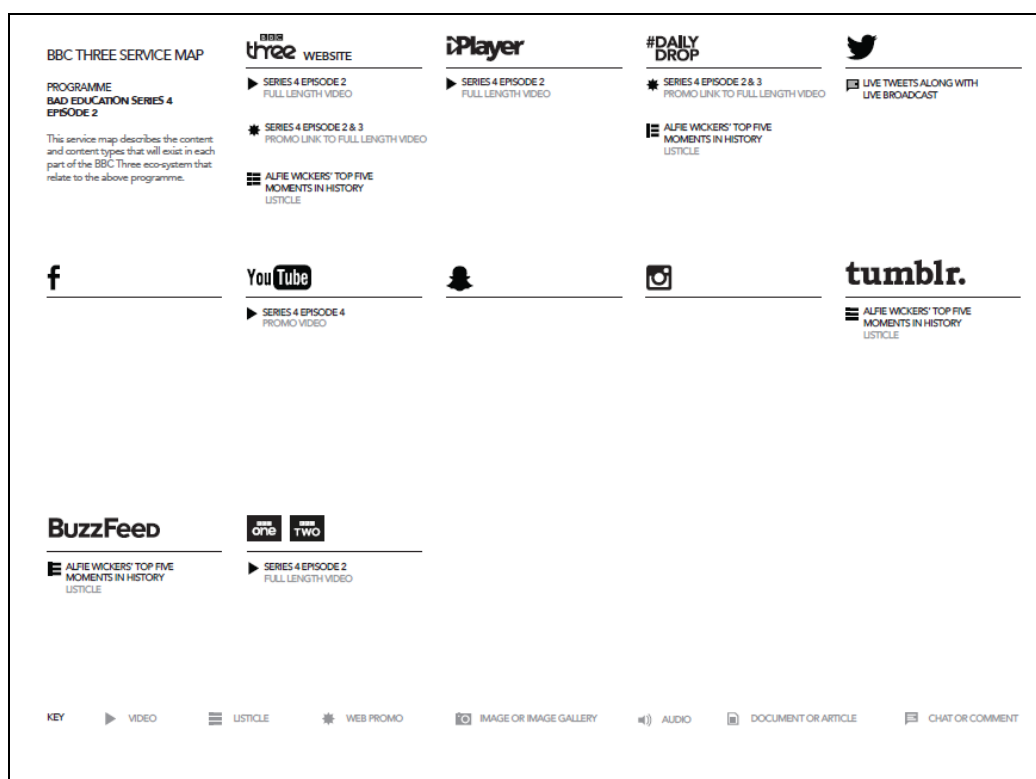 BBC THREE SERVICE MAP
PROGRAMME
BAD EDUCATION SERIES 4
EPISODE 2
This service map describes the content
and content types that will exist in each
part of the BBC Three eco-system that
relate to the above programme.
BBC
three WEBSITE
SERIES 4 EPISODE 2
FULL LENGTH VIDEO
SERIES 4 EPISODE 2 & 3
PROMO LINK TO FULL LENGTH VIDEO
ALFIE WICKERS' TOP FIVE
MOMENTS IN HISTORY
LISTICLE
iPlayer
SERIES 4 EPISODE 2
FULL LENGTH VIDEO
#DAILY
DROP
SERIES 4 EPISODE 2 & 3
PROMO LINK TO FULL LENGTH VIDEO
ALFIE WICKERS' TOP FIVE
MOMENTS IN HISTORY
LISTICLE
LIVE TWEETS ALONG WITH
LIVE BROADCAST
f
YouTube
SERIES 4 EPISODE 4
PROMO VIDEO
tumblr.
ALFIE WICKERS' TOP FIVE
MOMENTS IN HISTORY
LISTICLE
BuzzFeeD
ALFIE WICKERS' TOP FIVE
MOMENTS IN HISTORY
LISTICLE
BBC one BBC TWO
SERIES 4 EPISODE 2
FULL LENGTH VIDEO
KEY VIDEO LISTICLE WEB PROMO IMAGE OR IMAGE GALLERY AUDIO DOCUMENT OR ARTICLE CHAT OR COMMENT